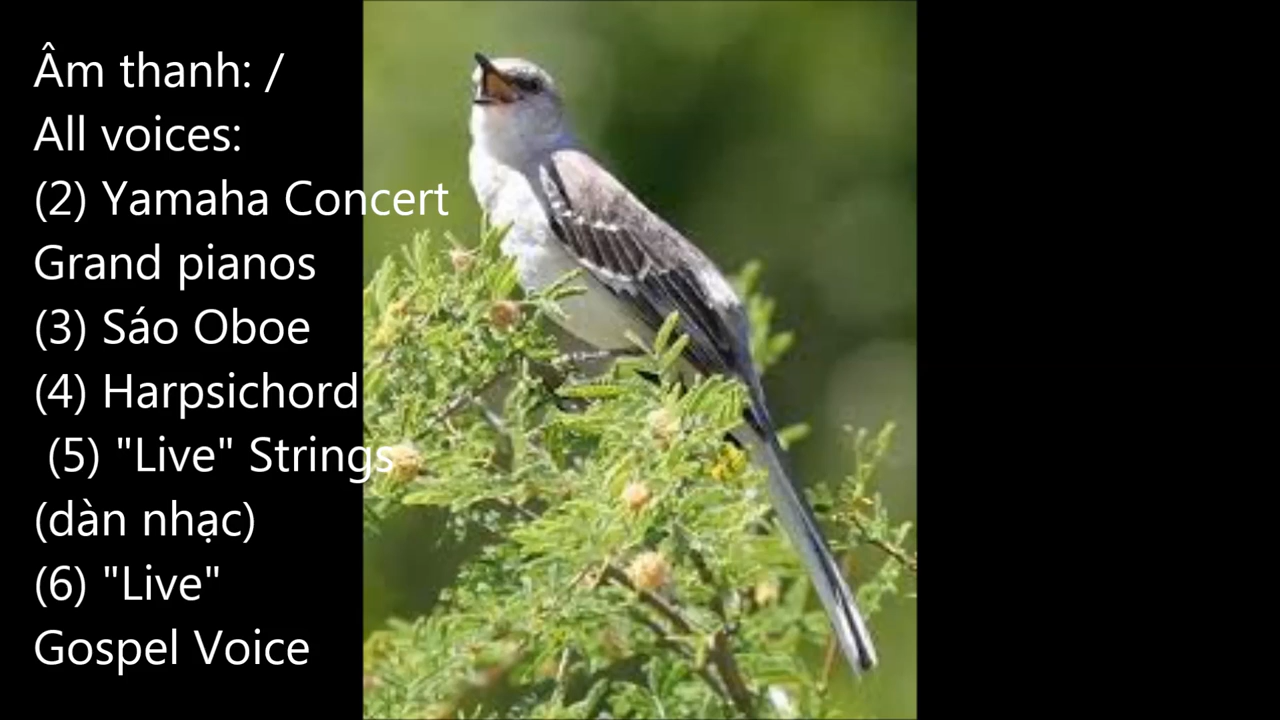 Âm thanh: /
All voices:
(2) Yamaha Concert
Grand pianos
(3) Sáo Oboe
(4) Harpsichord
(5) "Live" Strings
(dàn nhạc)
(6) "Live"
Gospel Voice